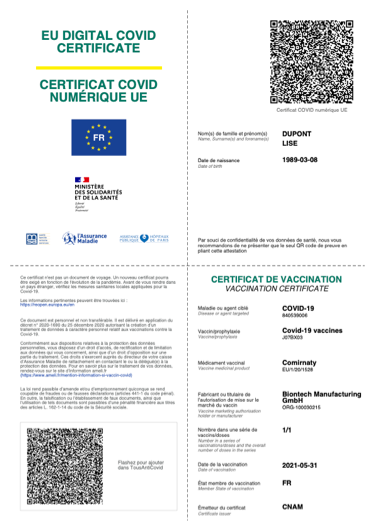 EU DIGITAL COVID
CERTIFICATE
CERTIFICAT COVID
NUMÉRIQUE UE
FR
MINISTÈRE
DES SOLIDARITÉS
ET DE LA SANTÉ
Liberté
Égalité
Fraternité
l'Assurance
Maladie
ASSISTANCE
PUBLIQUE
HÔPITAUX
DE PARIS
Certificat COVID numérique UE
Nom(s) de famille et prénom(s)
Name: Surname(s) and forename(s)
DUPONT
LISE
Date de naissance
Date of birth
1989-03-08
Par souci de confidentialité de vos données de santé, nous vous
recommandons de ne présenter que le seul QR code de preuve en
pliant cette attestation
Ce certificat n'est pas un document de voyage. Un nouveau certificat pourra
être exigé en fonction de l'évolution de la pandémie. Avant de vous rendre dans
un pays étranger, vérifiez les mesures sanitaires locales appliquées pour la
Covid-19.
Les informations pertinentes peuvent être trouvées ici :
https://reopen.europa.eu/en
Ce document est personnel et non transférable. Il est délivré en application du
décret n° 2020-1690 du 25 décembre 2020 autorisant la création d'un
traitement de données à caractère personnel relatif aux vaccinations contre la
Covid-19.
Conformément aux dispositions relatives à la protection des données
personnelles, vous disposez d'un droit d'accès, de rectification et de limitation
aux données qui vous concernent, ainsi que d'un droit d'opposition sur une
partie du traitement. Ces droits s'exercent auprès du directeur de votre caisse
d'Assurance Maladie de rattachement en contactant le ou la délégué(e) à la
protection des données. Pour en savoir plus sur le traitement de vos données,
rendez-vous sur le site d'information ameli.fr
(https://www.ameli.fr/mention-information-si-vaccin-covid)
La loi rend passible d'amende et/ou d'emprisonnement quiconque se rend
coupable de fraudes ou de fausses déclarations (articles 441-1 du code pénal).
En outre, la falsification ou l'établissement de faux documents, ainsi que
l'utilisation de tels documents sont passibles d'une pénalité financière aux titres
des articles L. 162-1-14 du code de la Sécurité sociale.
Flashez pour ajouter
dans TousAntiCovid
CERTIFICAT DE VACCINATION
VACCINATION CERTIFICATE
Maladie ou agent ciblé
Disease or agent targeted
COVID-19
840539006
Vaccin/prophylaxie
Vaccine/prophylaxis
Covid-19 vaccines
J07BX03
Médicament vaccinal
Vaccine medicinal product
Comirnaty
EU/1/20/1528
Fabricant ou titulaire de
l'autorisation de mise sur le
marché du vaccin
Vaccine marketing authorisation
holder or manufacturer
Biontech Manufacturing
GmbH
ORG-100030215
Nombre dans une série de
vaccins/doses
Number in a series of
vaccinations/doses and the overall
number of doses in the series
1/1
Date de la vaccination
Date of vaccination
2021-05-31
État membre de vaccination
Member State of vaccination
FR
Émetteur du certificat
Certificate issuer
CNAM